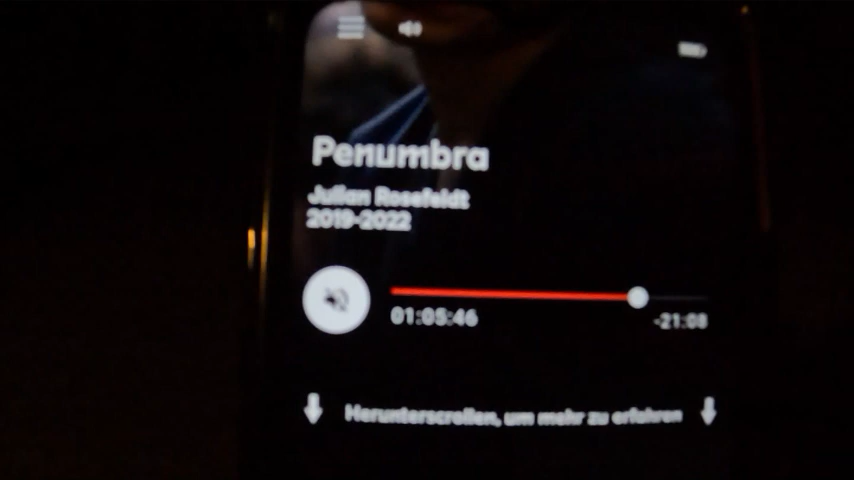 Penumbra
Julian Rosefeldt
2019-2022
01:05:46
-21:08
Herunterscrollen, um mehr zu erfahren